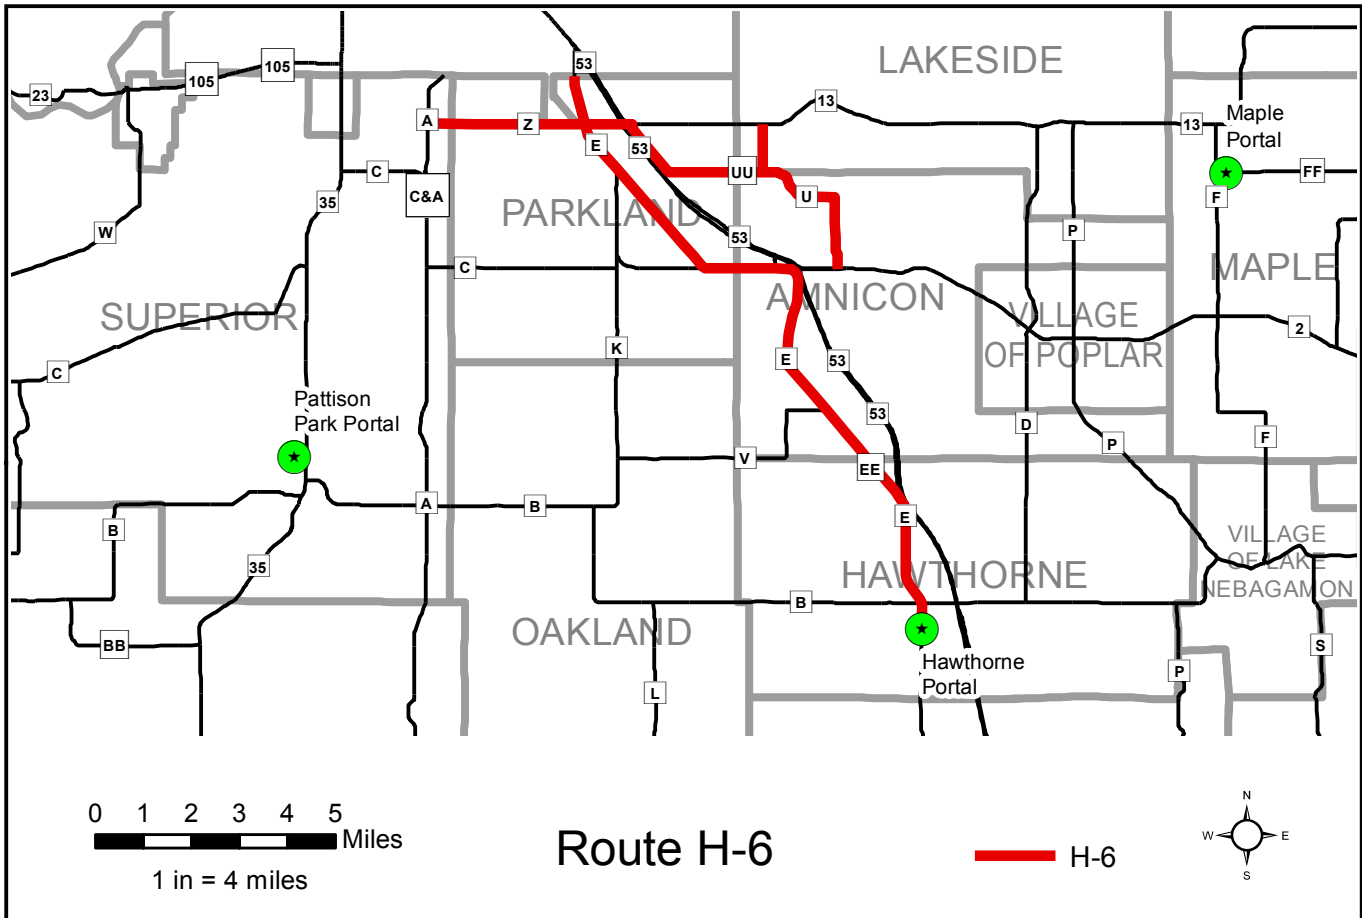 LAKESIDE
53
105
105
23
13
13
Maple
Portal
A
Z
E
53
C
UU
FF
C&A
35
U
F
W
PARKLAND
53
P
C
MAPLE
SUPERIOR
AMNICON
VILLAGE
OF POPLAR
2
K
E
53
C
Pattison
Park Portal
53
D
P
F
V
EE
A
B
E
B
VILLAGE
OF LAKE
NEBAGAMON
35
HAWTHORNE
B
OAKLAND
BB
S
Hawthorne
Portal
P
L
0 1 2 3 4 5
Miles
1 in = 4 miles
Route H-6
H-6
N
W E
S